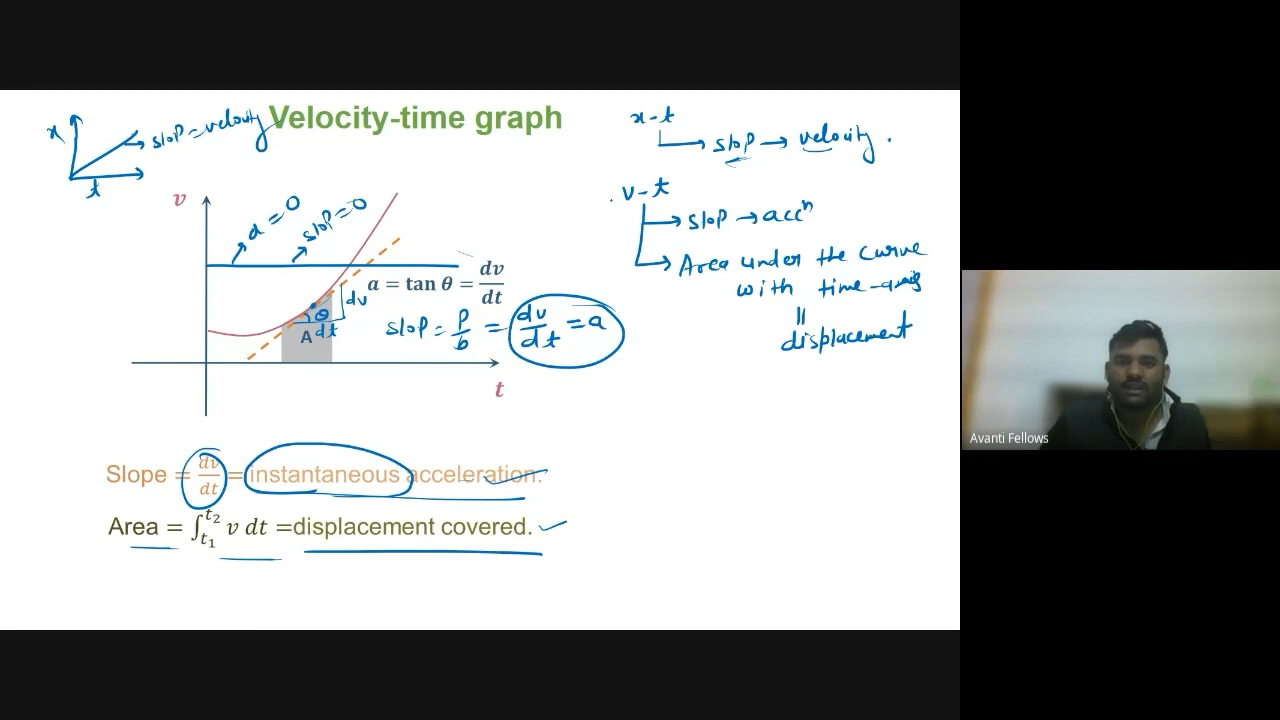 Velocity-time graph
x
slop = velocity
t
v
a = 0
slop = 0
a = tan θ = dv/dt
dv
θ
A dt
slop = p/b = dv/dt = a
t
Slope = dv/dt = instantaneous acceleration.
Area = ∫t₁t₂ v dt =displacement covered.
x-t
slop → velocity.
v-t
slop → accⁿ
Area under the curve
with time-axis
=
displacement
Avanti Fellows